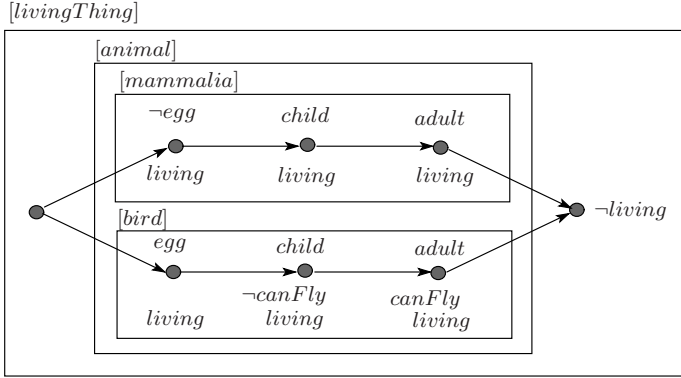 [livingThing]
[animal]
[mammalia]
¬egg child adult
living living living
¬living
[bird]
egg child adult
¬canFly canFly
living living living